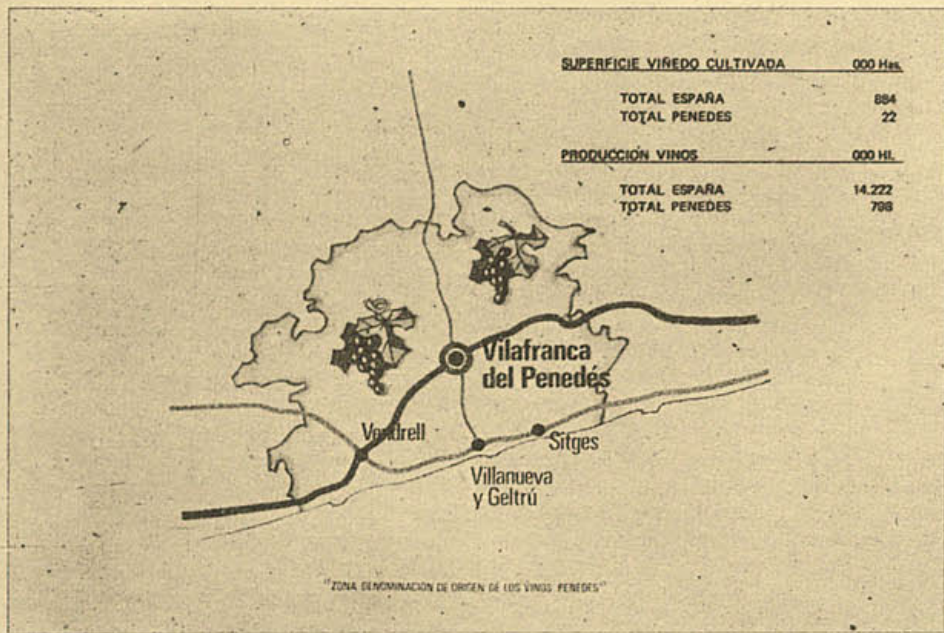 SUPERFICIE VIÑEDO CULTIVADA 000 Has.
TOTAL ESPAÑA 884
TOTAL PENEDES 22
PRODUCCIÓN VINOS 000 Hl.
TOTAL ESPAÑA 14.222
TOTAL PENEDES 798
Vilafranca
del Penedés
Vendrell
Sitges
Villanueva
y Geltrú
"ZONA DENOMINACION DE ORIGEN DE LOS VINOS PENEDES"